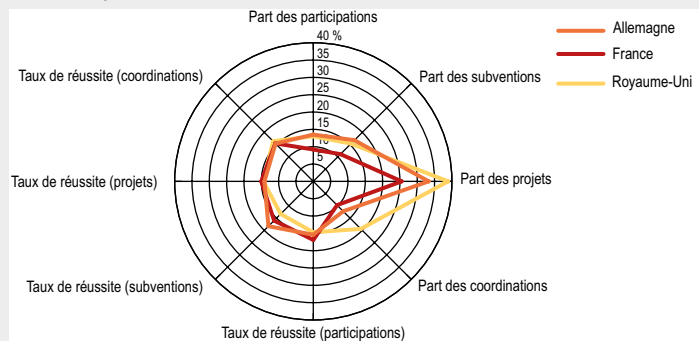 Part des participations
40 %
35
30
25
20
15
10
5
Allemagne
France
Royaume-Uni
Taux de réussite (coordinations)
Part des subventions
Taux de réussite (projets)
Part des projets
Taux de réussite (subventions)
Part des coordinations
Taux de réussite (participations)